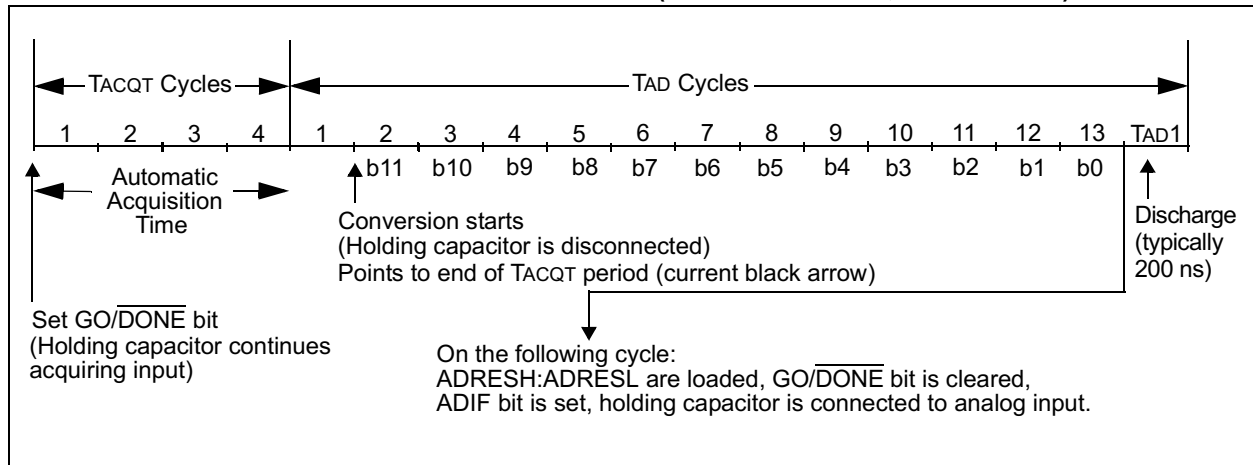 TACQT Cycles
TAD Cycles
1 2 3 4 1 2 3 4 5 6 7 8 9 10 11 12 13 TAD1
b11 b10 b9 b8 b7 b6 b5 b4 b3 b2 b1 b0
Automatic
Acquisition
Time
Conversion starts
(Holding capacitor is disconnected)
Points to end of TACQT period (current black arrow)
Discharge
(typically
200 ns)
Set GO/DONE bit
(Holding capacitor continues
acquiring input)
On the following cycle:
ADRESH:ADRESL are loaded, GO/DONE bit is cleared,
ADIF bit is set, holding capacitor is connected to analog input.